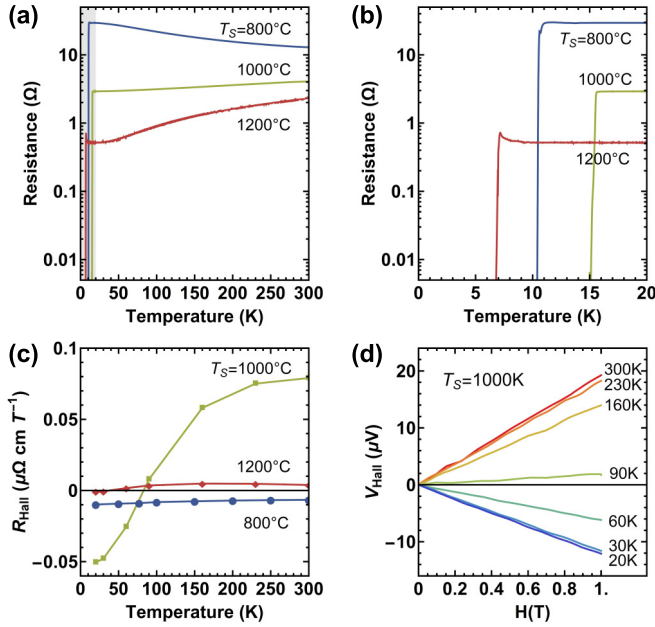 (a)
Resistance (Ω)
10
1
0.1
0.01
T_S=800°C
1000°C
1200°C
0 50 100 150 200 250 300
Temperature (K)
(b)
Resistance (Ω)
10
1
0.1
0.01
T_S=800°C
1000°C
1200°C
0 5 10 15 20
Temperature (K)
(c)
R_Hall (μΩ cm T⁻¹)
0.1
0.05
0
−0.05
T_S=1000°C
1200°C
800°C
0 50 100 150 200 250 300
Temperature (K)
(d)
V_Hall (μV)
20
10
0
−10
T_S=1000K
300K
230K
160K
90K
60K
30K
20K
0 0.2 0.4 0.6 0.8 1.
H(T)